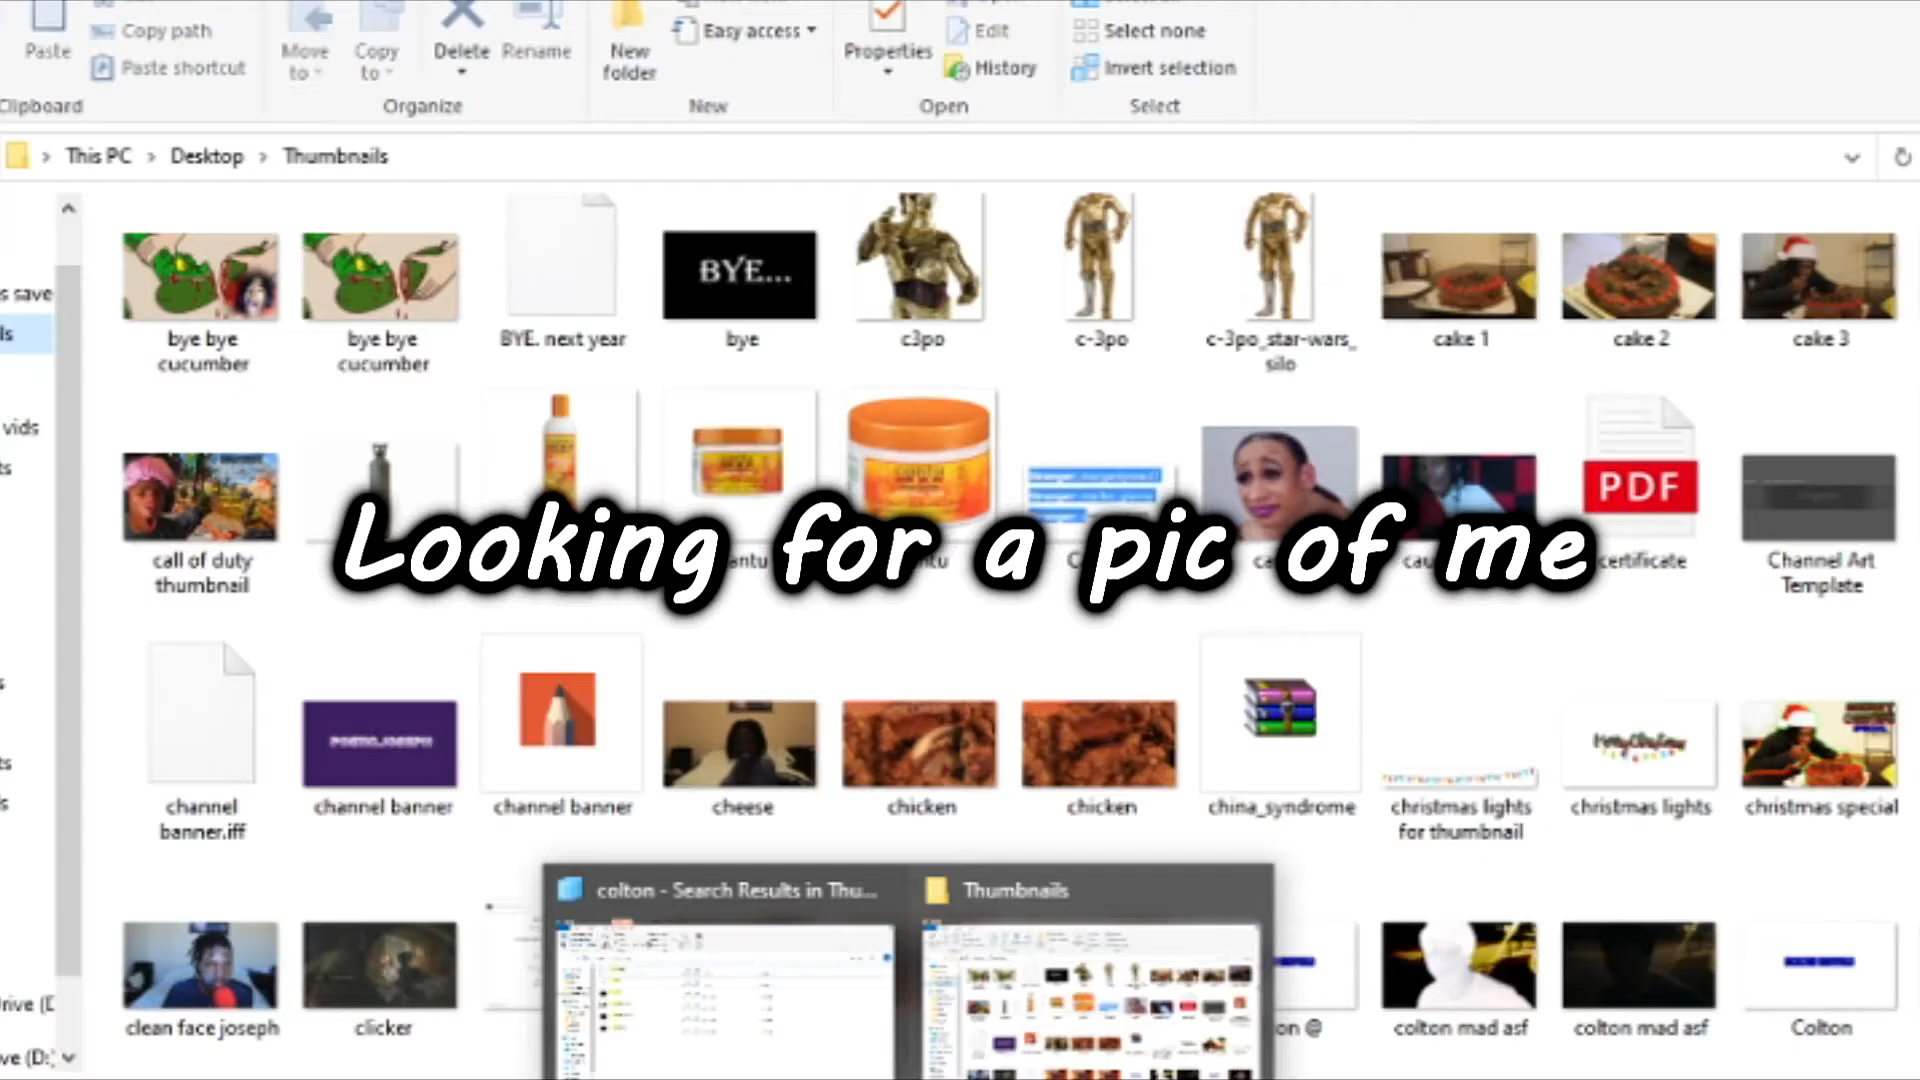 Paste
Copy path
Paste shortcut
Clipboard
Move to
Copy to
Delete
Rename
Organize
New folder
Easy access
New
Properties
Edit
History
Open
Select none
Invert selection
Select
This PC > Desktop > Thumbnails
bye bye cucumber
bye bye cucumber
BYE. next year
BYE...
bye
c3po
c-3po
c-3po_star-wars_silo
cake 1
cake 2
cake 3
vids
call of duty thumbnail
Looking for a pic of me
PDF
certificate
Channel Art Template
channel banner.iff
channel banner
channel banner
cheese
chicken
chicken
china_syndrome
christmas lights for thumbnail
christmas lights
christmas special
colton - Search Results in Thu...
Thumbnails
clean face joseph
clicker
colton mad asf
colton mad asf
Colton